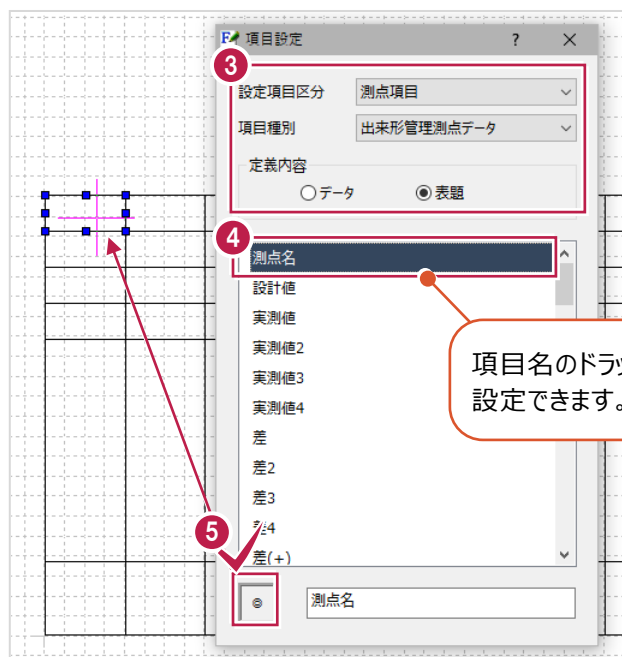 項目設定 ? ×
3
設定項目区分 測点項目
項目種別 出来形管理測点データ
定義内容
データ 表題
4
測点名
設計値
実測値
実測値2
実測値3
実測値4
差
差2
差3
差4
差(+)
項目名のドラッ
設定できます。
5
◎ 測点名